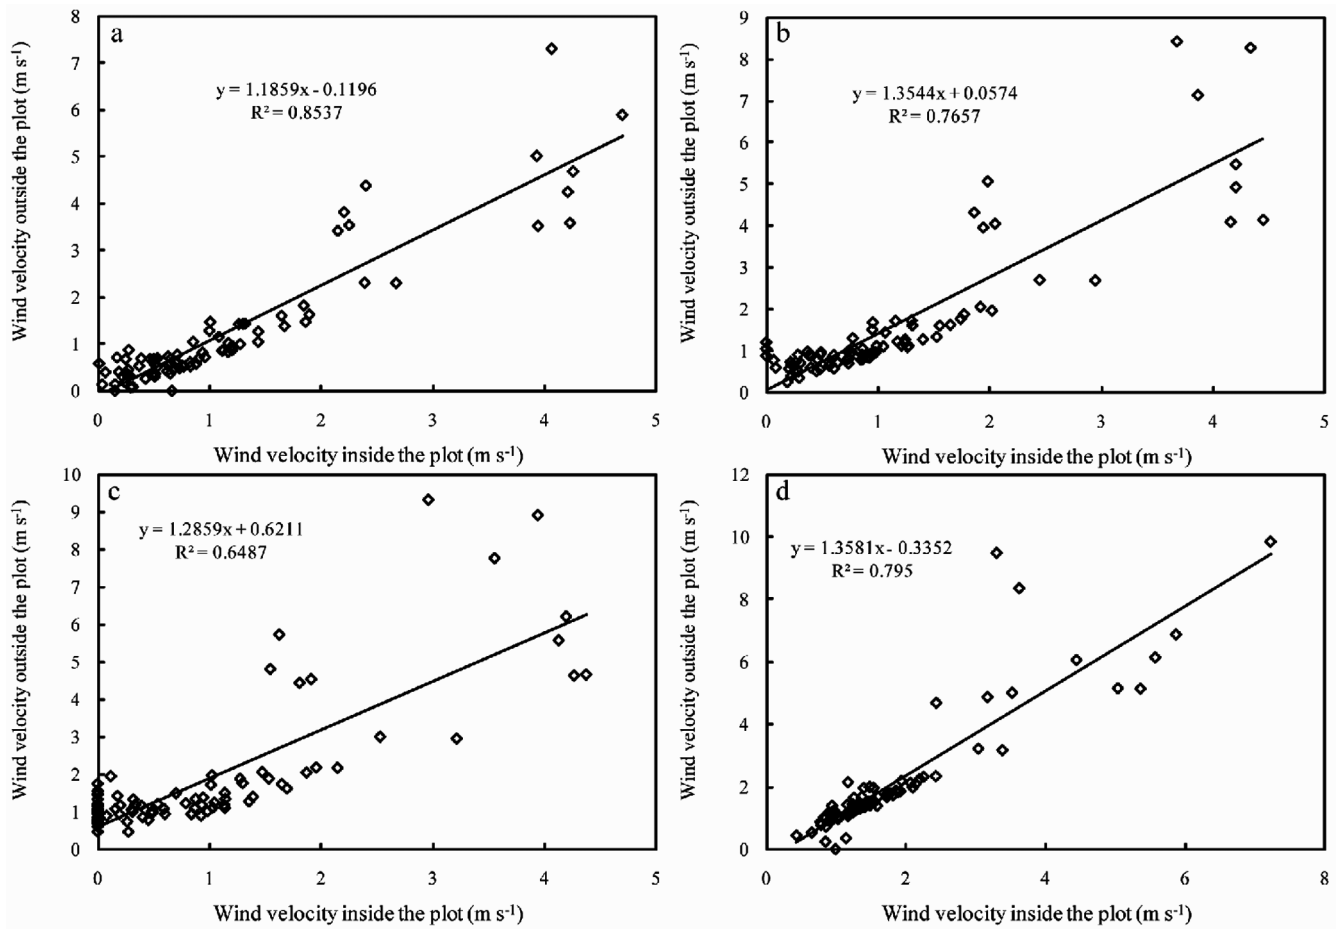 a
y = 1.1859x - 0.1196
R² = 0.8537
Wind velocity outside the plot (m s⁻¹)
8
7
6
5
4
3
2
1
0
0 1 2 3 4 5
Wind velocity inside the plot (m s⁻¹)
b
y = 1.3544x + 0.0574
R² = 0.7657
Wind velocity outside the plot (m s⁻¹)
9
8
7
6
5
4
3
2
1
0
0 1 2 3 4 5
Wind velocity inside the plot (m s⁻¹)
c
y = 1.2859x + 0.6211
R² = 0.6487
Wind velocity outside the plot (m s⁻¹)
10
9
8
7
6
5
4
3
2
1
0
0 1 2 3 4 5
Wind velocity inside the plot (m s⁻¹)
d
y = 1.3581x - 0.3352
R² = 0.795
Wind velocity outside the plot (m s⁻¹)
12
10
8
6
4
2
0
0 2 4 6 8
Wind velocity inside the plot (m s⁻¹)